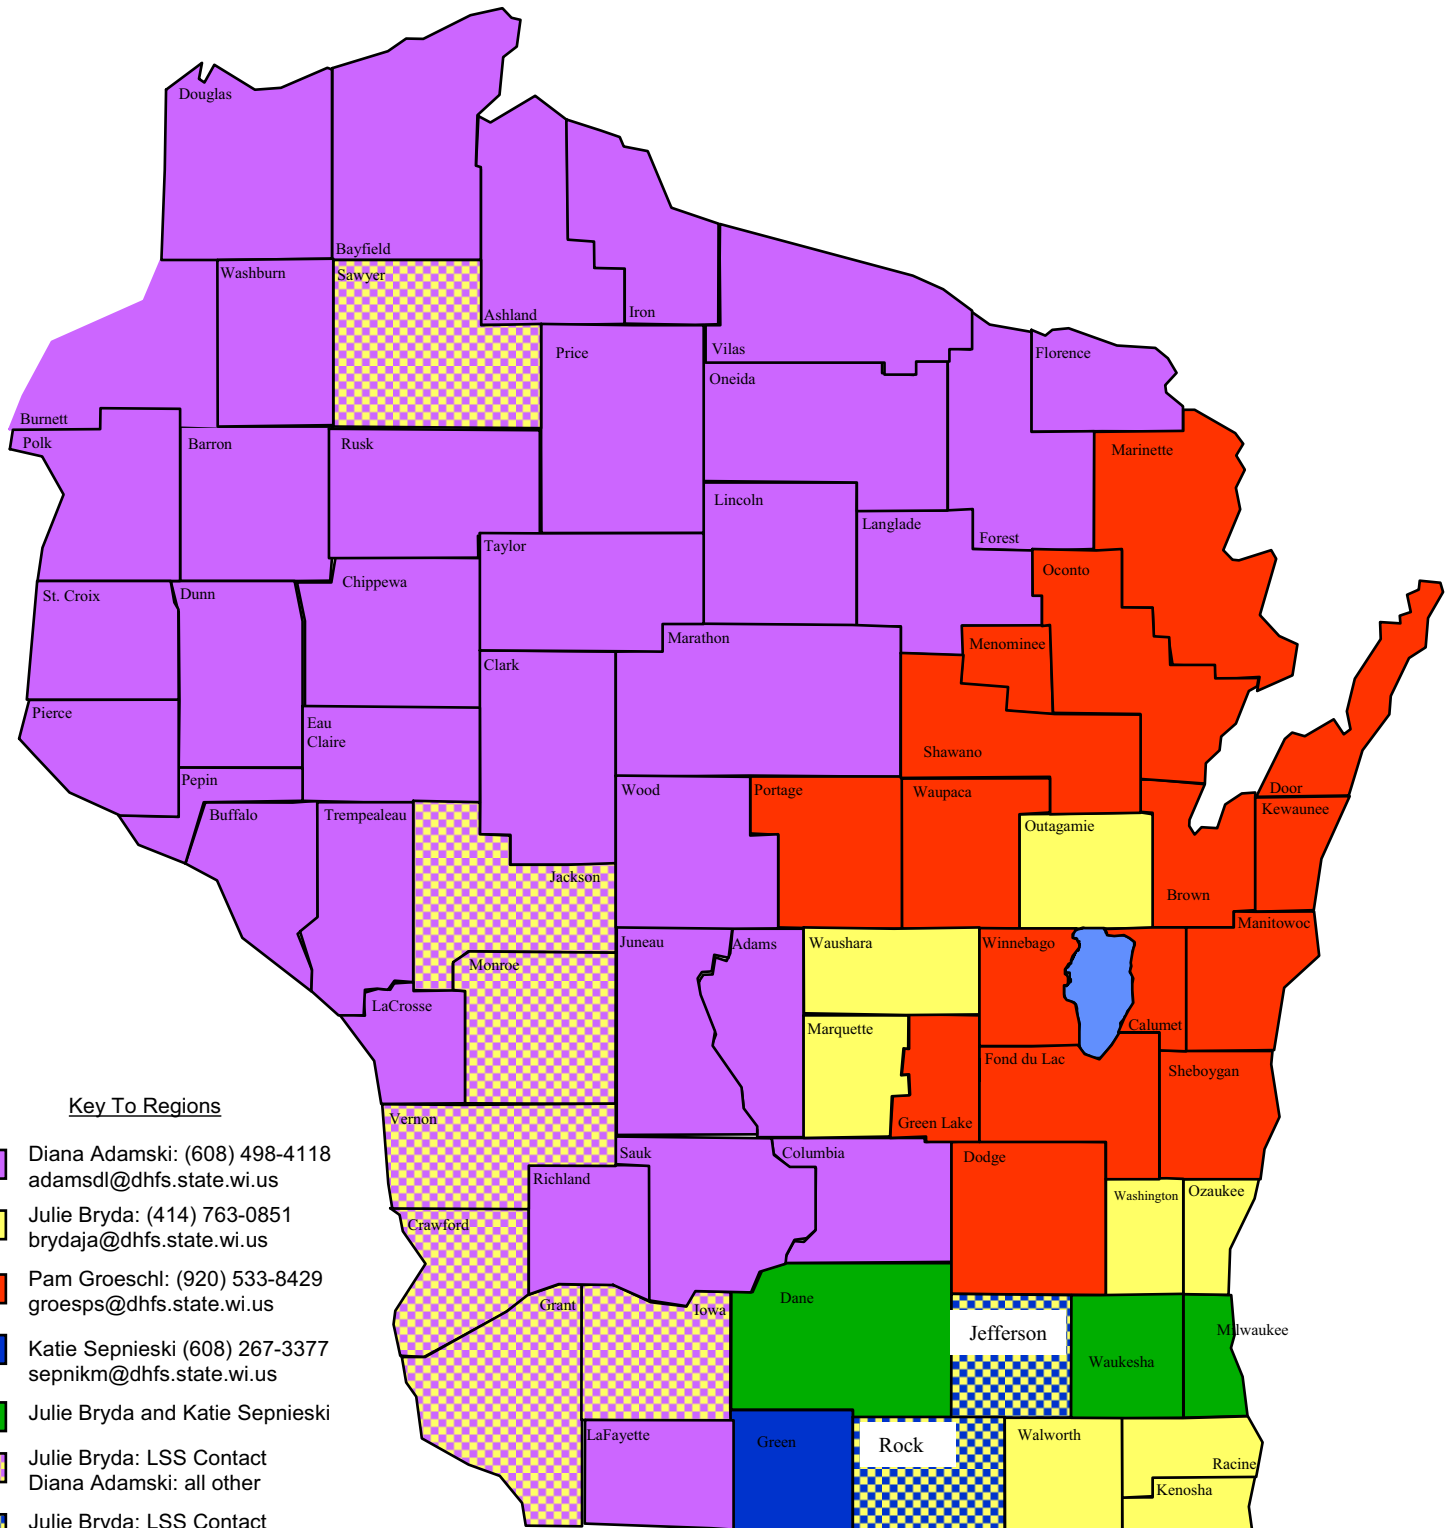 Douglas
Bayfield
Washburn
Sawyer
Ashland
Iron
Vilas
Florence
Price
Oneida
Burnett
Polk
Barron
Rusk
Marinette
Lincoln
Langlade
Forest
Taylor
Oconto
Chippewa
St. Croix
Dunn
Marathon
Menominee
Clark
Pierce
Eau
Claire
Shawano
Pepin
Wood
Portage
Waupaca
Door
Kewaunee
Buffalo
Trempealeau
Outagamie
Jackson
Brown
Manitowoc
Juneau
Adams
Waushara
Winnebago
Monroe
LaCrosse
Marquette
Calumet
Fond du Lac
Sheboygan
Green Lake
Vernon
Sauk
Columbia
Dodge
Richland
Washington
Ozaukee
Crawford
Grant
Iowa
Dane
Jefferson
Milwaukee
Waukesha
LaFayette
Green
Rock
Walworth
Racine
Kenosha
Key To Regions
Diana Adamski: (608) 498-4118
adamsdl@dhfs.state.wi.us
Julie Bryda: (414) 763-0851
brydaja@dhfs.state.wi.us
Pam Groeschl: (920) 533-8429
groesps@dhfs.state.wi.us
Katie Sepnieski (608) 267-3377
sepnikm@dhfs.state.wi.us
Julie Bryda and Katie Sepnieski
Julie Bryda: LSS Contact
Diana Adamski: all other
Julie Bryda: LSS Contact